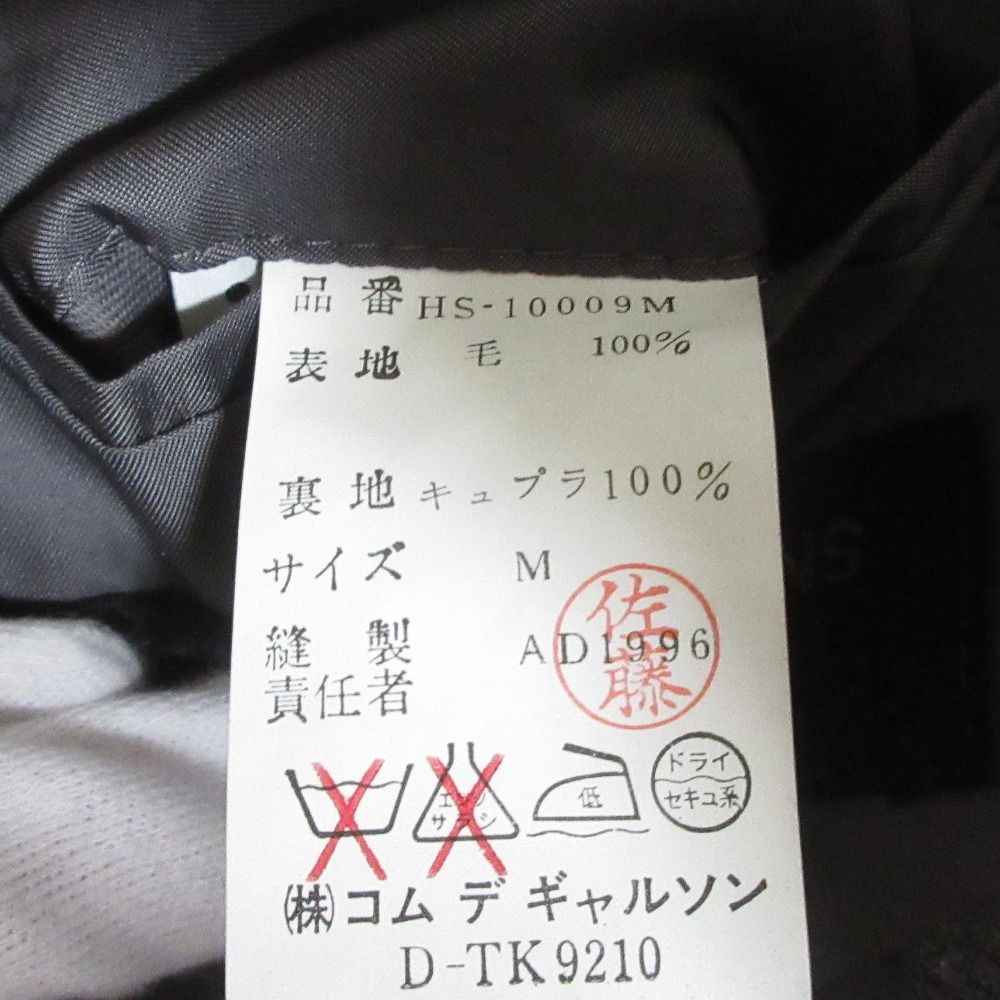 品番 HS-10009M
表地 毛 100%
裏地 キュプラ100%
サイズ M
縫製 AD1996
責任者
佐藤
エンソ
サラシ
低
ドライ
セキユ系
㈱コム デ ギャルソン
D-TK9210
NS